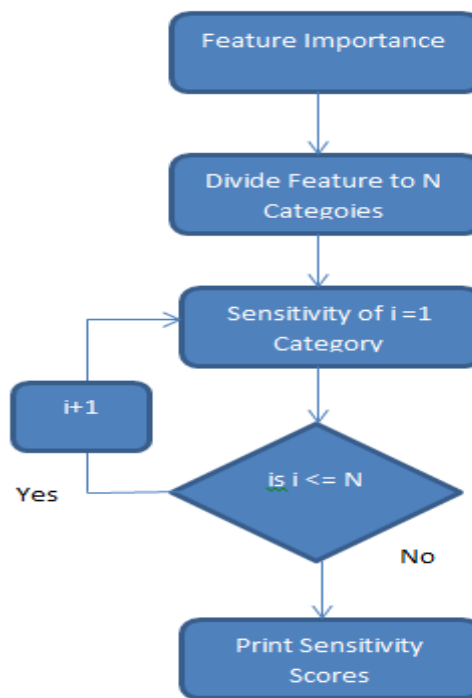 Feature Importance
Divide Feature to N
Categoies
Sensitivity of i =1
Category
i+1
is i <= N
Yes
No
Print Sensitivity
Scores